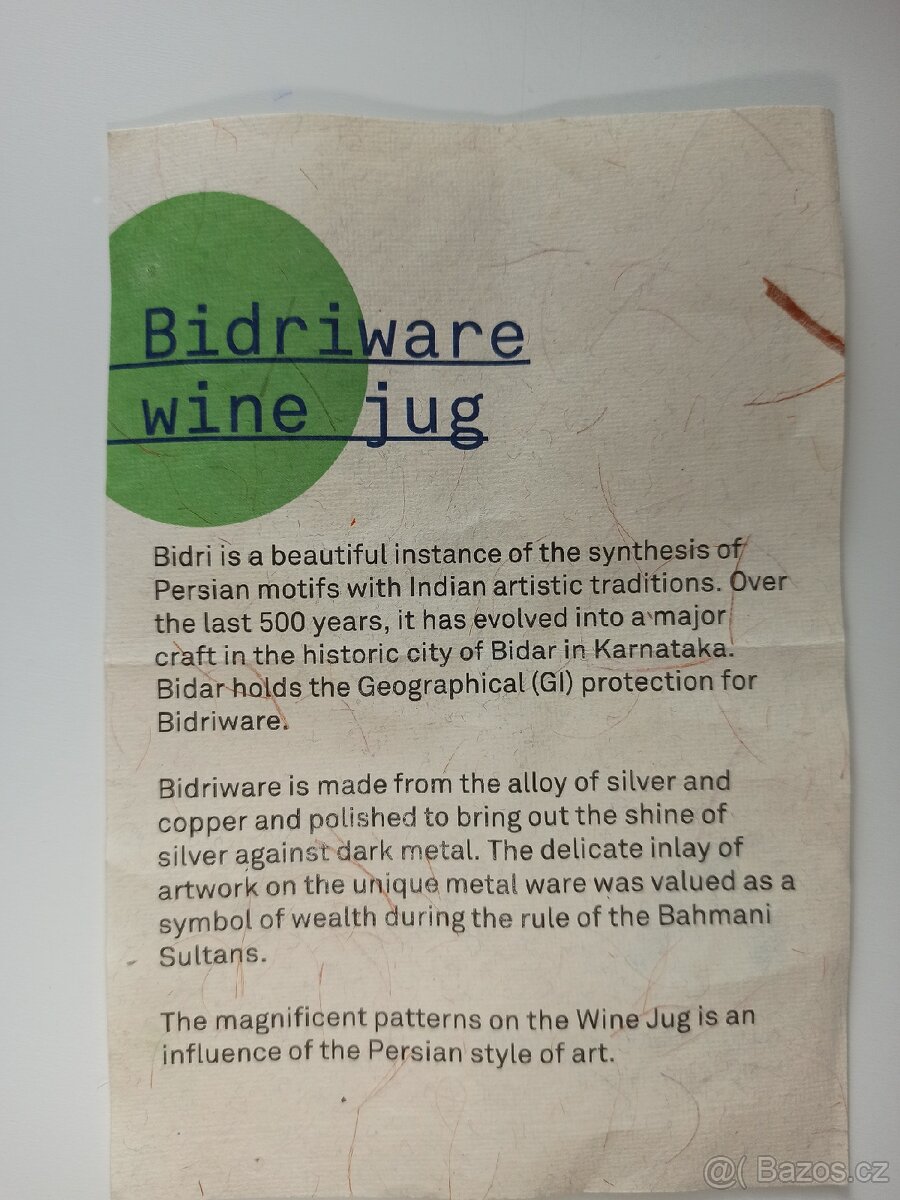 Bidriware
wine jug
Bidri is a beautiful instance of the synthesis of
Persian motifs with Indian artistic traditions. Over
the last 500 years, it has evolved into a major
craft in the historic city of Bidar in Karnataka.
Bidar holds the Geographical (GI) protection for
Bidriware.
Bidriware is made from the alloy of silver and
copper and polished to bring out the shine of
silver against dark metal. The delicate inlay of
artwork on the unique metal ware was valued as a
symbol of wealth during the rule of the Bahmani
Sultans.
The magnificent patterns on the Wine Jug is an
influence of the Persian style of art.
@( Bazos.cz